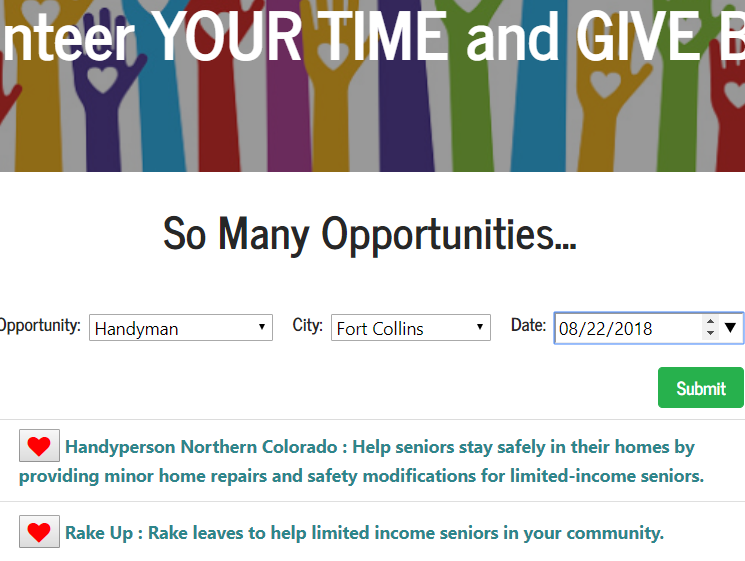 nteer YOUR TIME and GIVE B
So Many Opportunities...
Opportunity: Handyman City: Fort Collins Date: 08/22/2018
Submit
Handyperson Northern Colorado : Help seniors stay safely in their homes by
providing minor home repairs and safety modifications for limited-income seniors.
Rake Up : Rake leaves to help limited income seniors in your community.